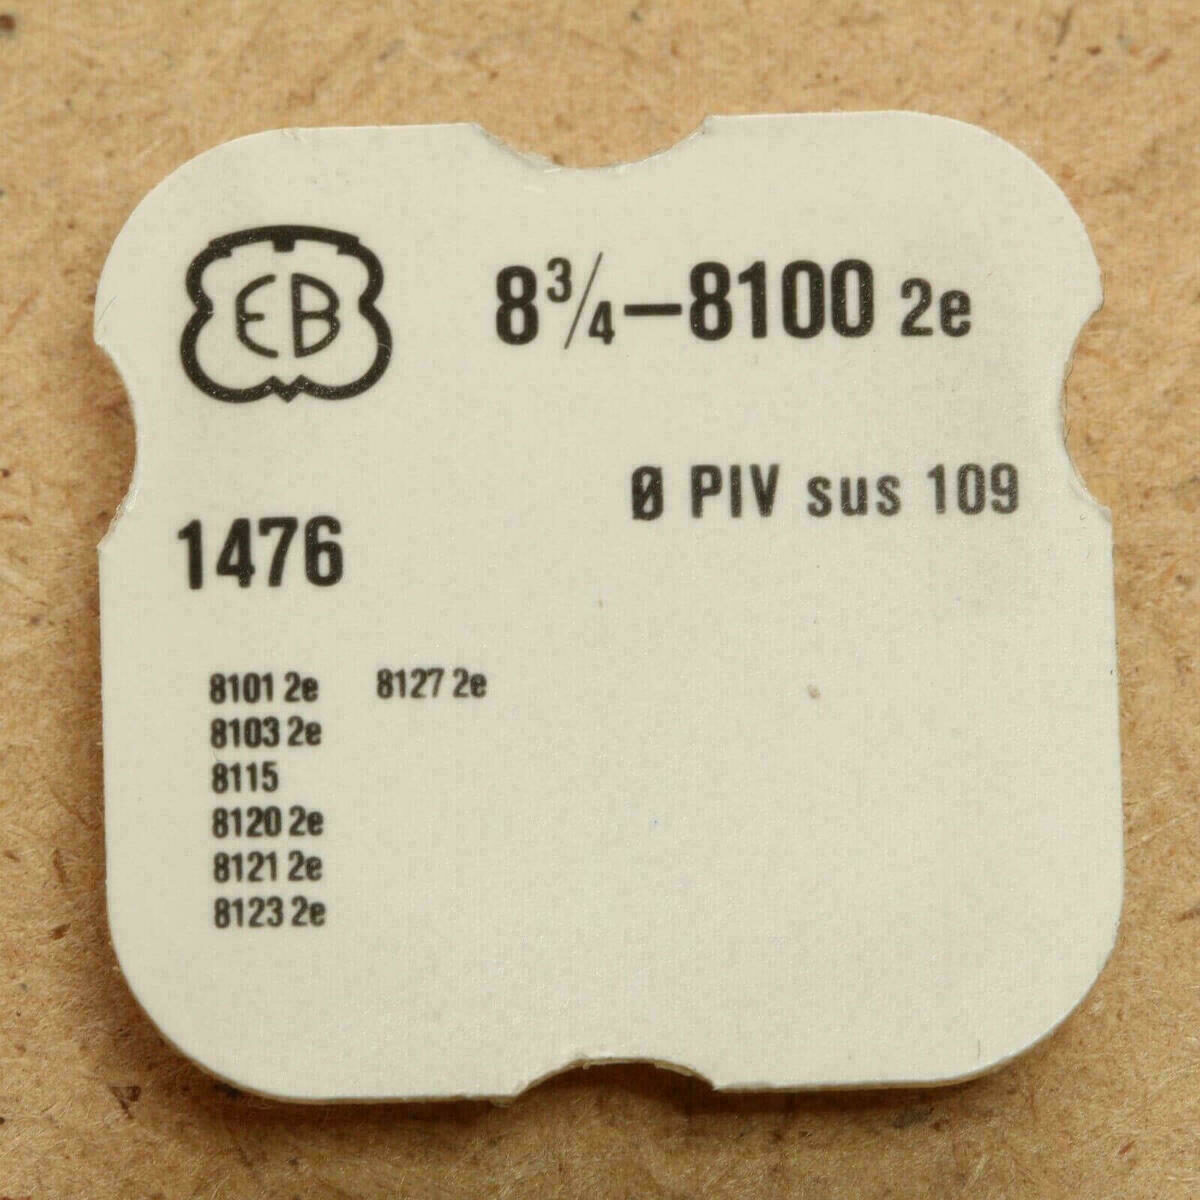 EB
8¾–8100 2e
Ø PIV sus 109
1476
8101 2e 8127 2e
8103 2e
8115
8120 2e
8121 2e
8123 2e